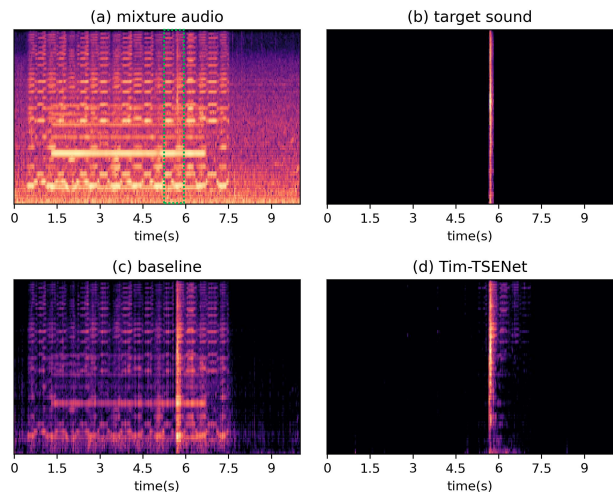 (a) mixture audio
(b) target sound
0 1.5 3 4.5 6 7.5 9
0 1.5 3 4.5 6 7.5 9
time(s)
time(s)
(c) baseline
(d) Tim-TSENet
0 1.5 3 4.5 6 7.5 9
0 1.5 3 4.5 6 7.5 9
time(s)
time(s)